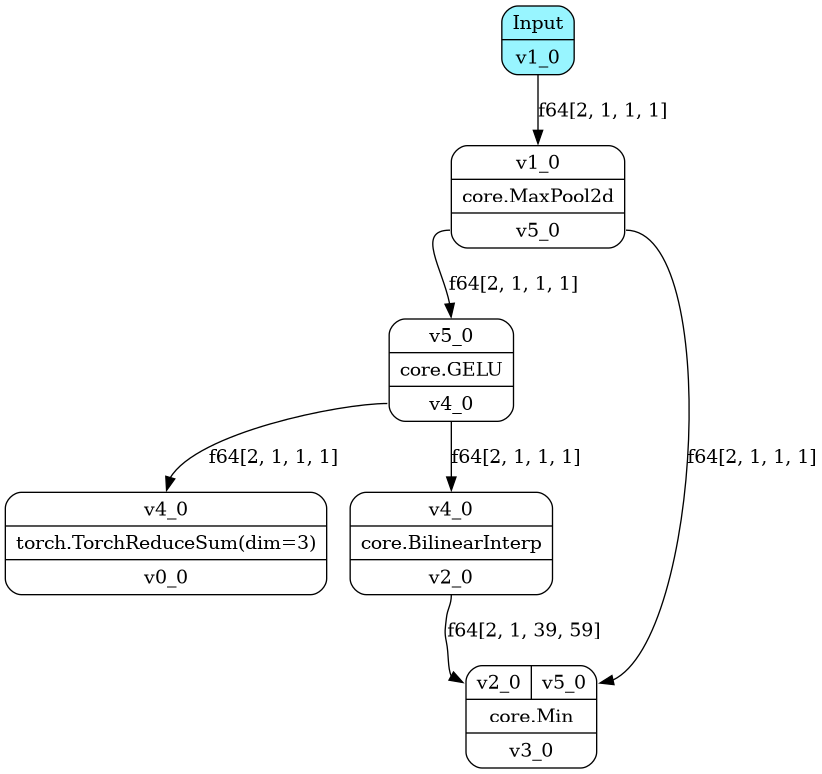 Input
v1_0
f64[2, 1, 1, 1]
v1_0
core.MaxPool2d
v5_0
f64[2, 1, 1, 1]
v5_0
core.GELU
v4_0
f64[2, 1, 1, 1]
f64[2, 1, 1, 1]
f64[2, 1, 1, 1]
v4_0
torch.TorchReduceSum(dim=3)
v0_0
v4_0
core.BilinearInterp
v2_0
f64[2, 1, 39, 59]
v2_0
v5_0
core.Min
v3_0